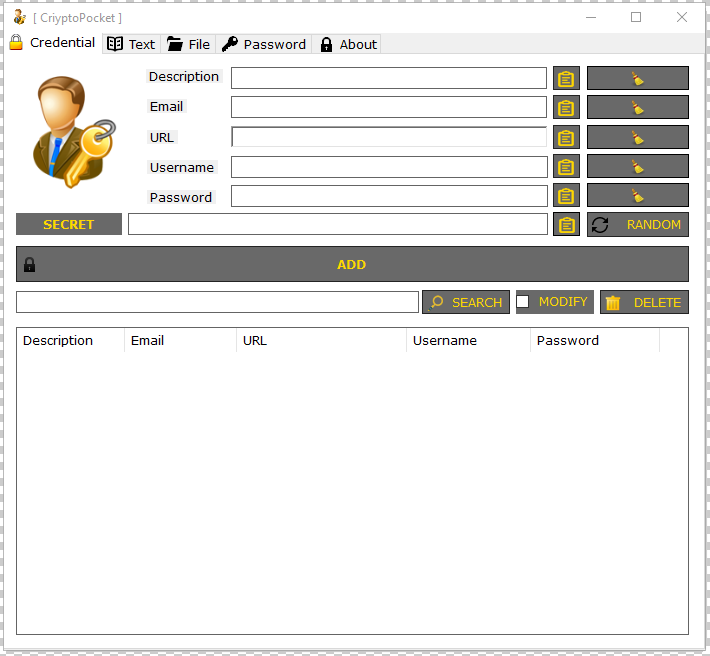 [ CriyptoPocket ]
Credential Text File Password About
Description
Email
URL
Username
Password
SECRET RANDOM
ADD
SEARCH MODIFY DELETE
Description Email URL Username Password